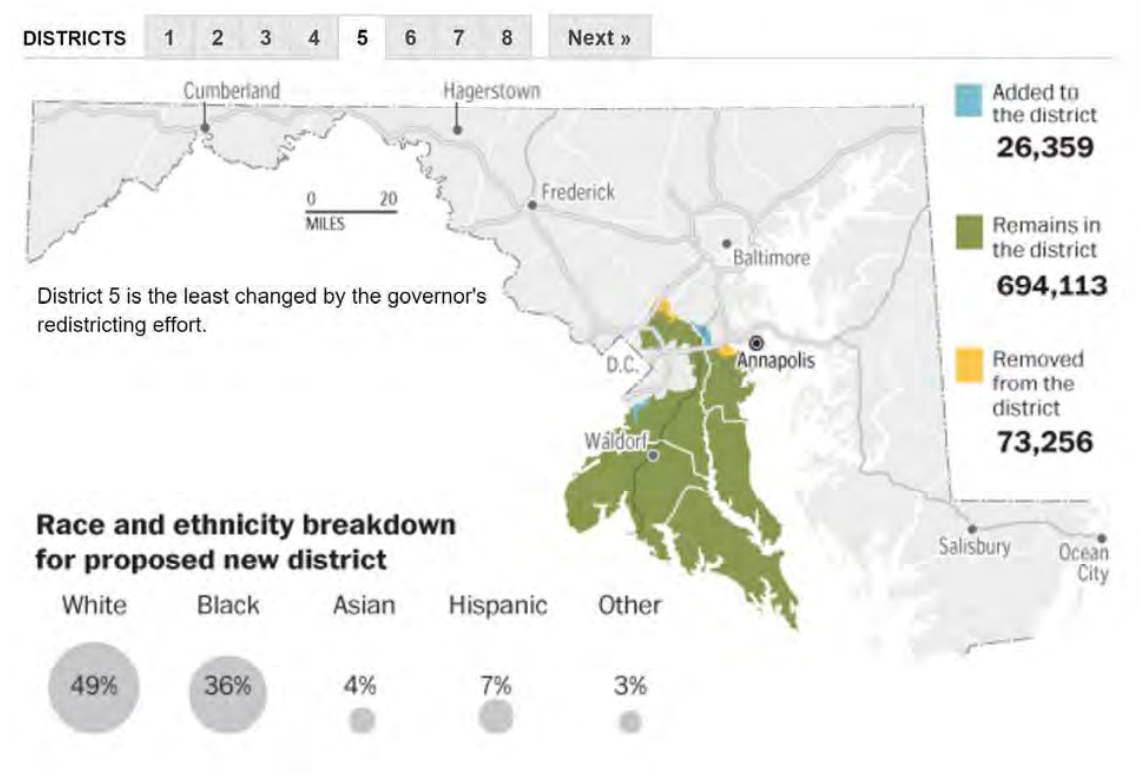 DISTRICTS 1 2 3 4 5 6 7 8 Next »
Cumberland
Hagerstown
Added to
the district
26,359
0 20
MILES
Frederick
Remains in
the district
694,113
Baltimore
District 5 is the least changed by the governor's
redistricting effort.
D.C.
Annapolis
Removed
from the
district
73,256
Waldorf
Salisbury
Ocean
City
Race and ethnicity breakdown
for proposed new district
White Black Asian Hispanic Other
49% 36% 4% 7% 3%